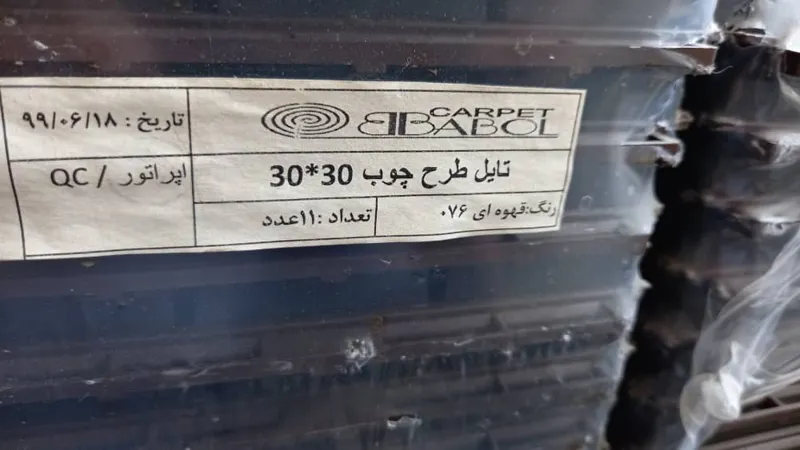 CARPET
BABOL
تاریخ : ۹۹/۰۶/۱۸
تایل طرح چوب 30*30
اپراتور / QC
رنگ:قهوه ای ۰۷۶
تعداد :۱۱عدد